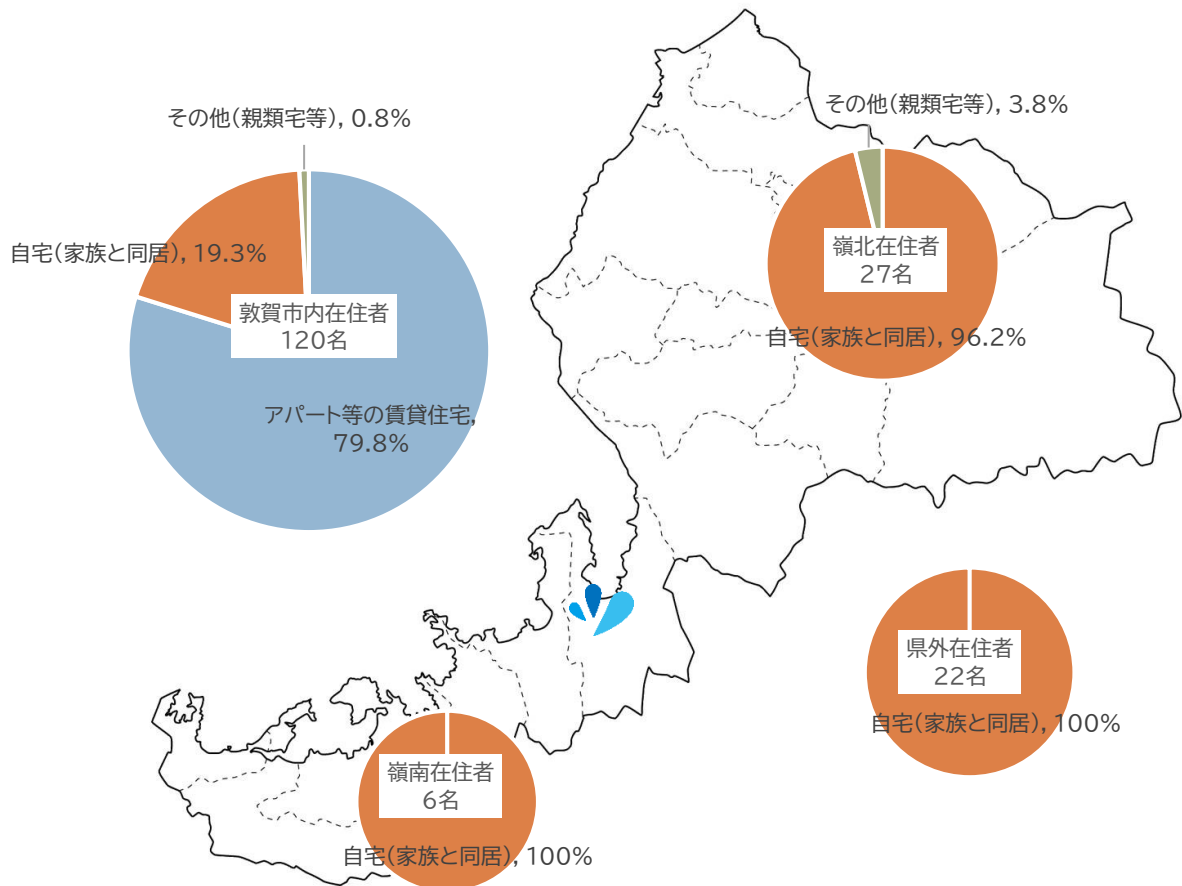 その他(親類宅等), 0.8%
自宅(家族と同居), 19.3%
敦賀市内在住者
120名
アパート等の賃貸住宅,
79.8%
その他(親類宅等), 3.8%
嶺北在住者
27名
自宅(家族と同居), 96.2%
県外在住者
22名
自宅(家族と同居), 100%
嶺南在住者
6名
自宅(家族と同居), 100%